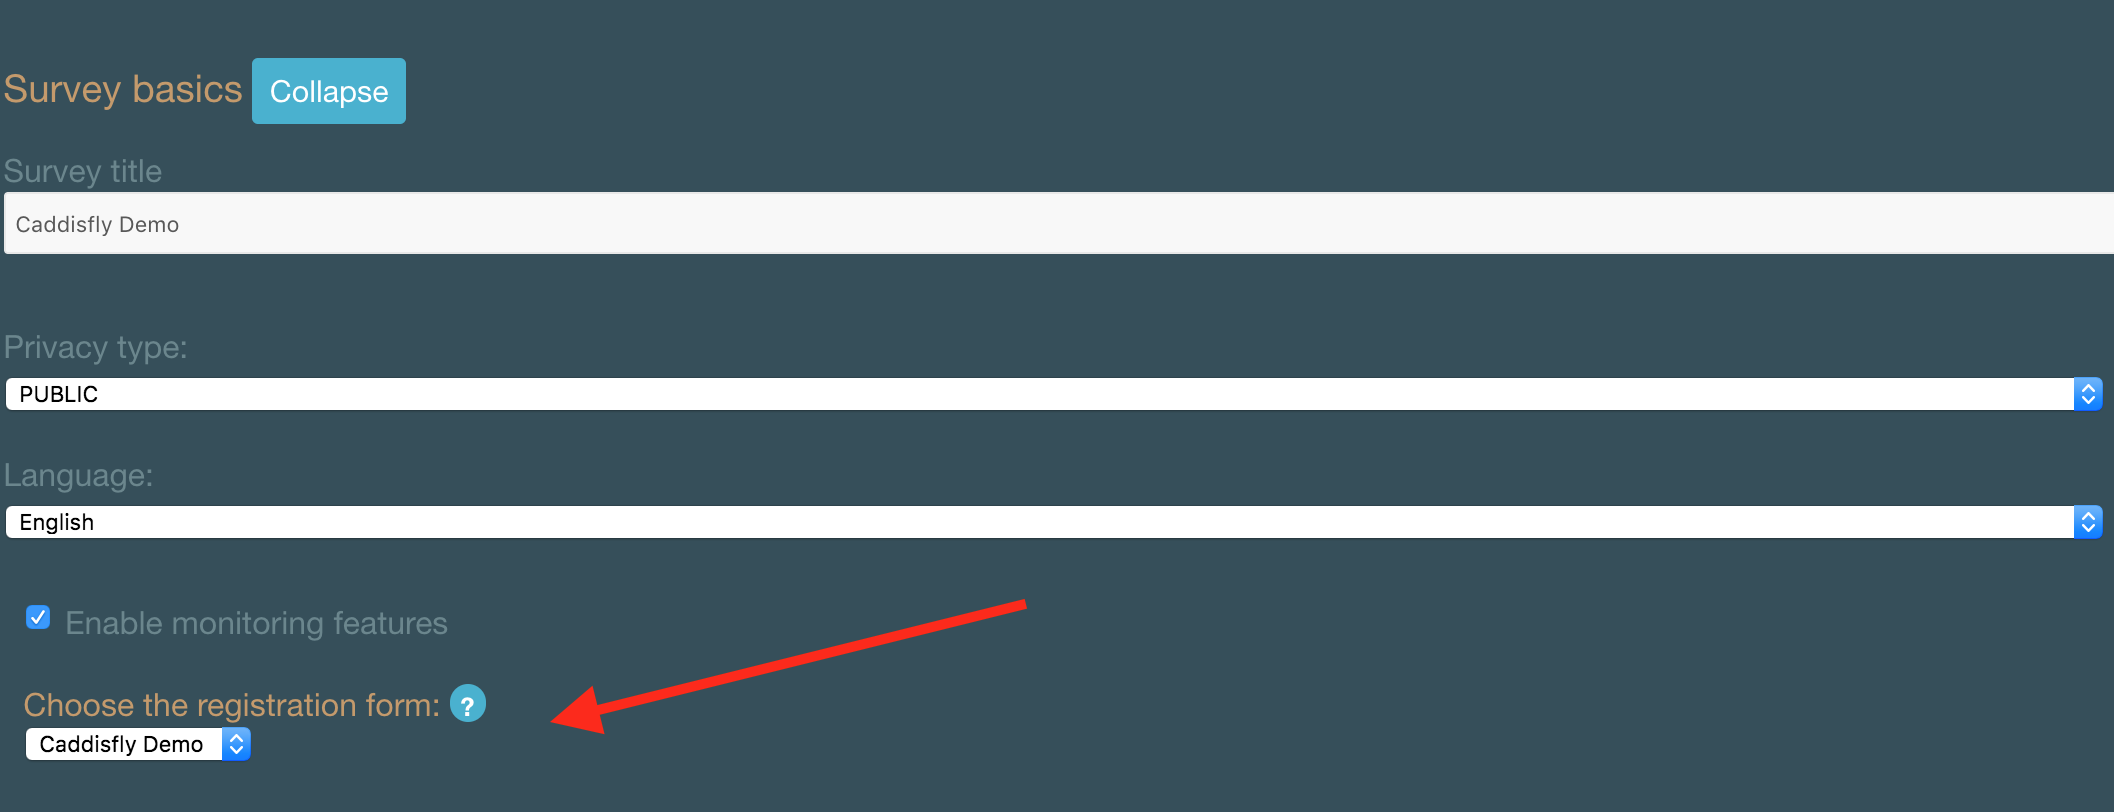 Survey basics Collapse
Survey title
Caddisfly Demo
Privacy type:
PUBLIC
Language:
English
Enable monitoring features
Choose the registration form: ?
Caddisfly Demo